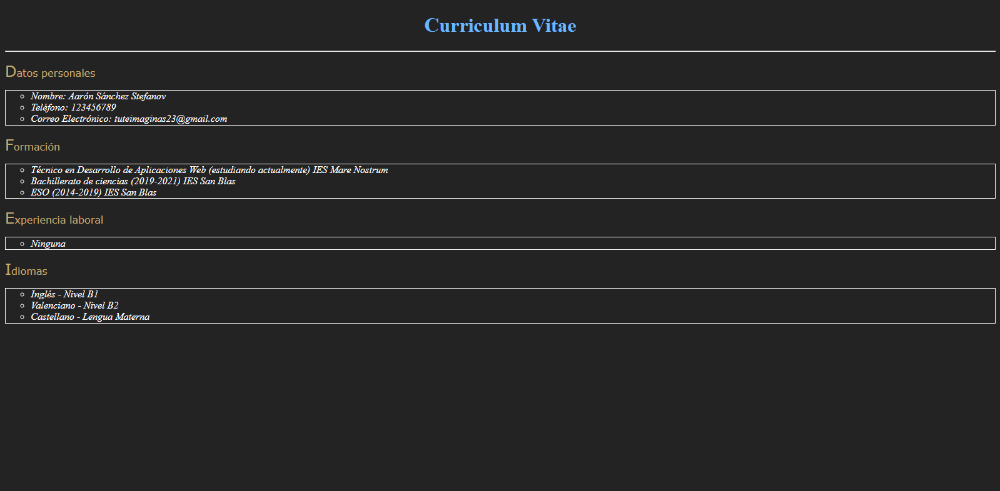 Curriculum Vitae
Datos personales
Nombre: Aarón Sánchez Stefanov
Teléfono: 123456789
Correo Electrónico: tuteimaginas23@gmail.com
Formación
Técnico en Desarrollo de Aplicaciones Web (estudiando actualmente) IES Mare Nostrum
Bachillerato de ciencias (2019-2021) IES San Blas
ESO (2014-2019) IES San Blas
Experiencia laboral
Ninguna
Idiomas
Inglés - Nivel B1
Valenciano - Nivel B2
Castellano - Lengua Materna